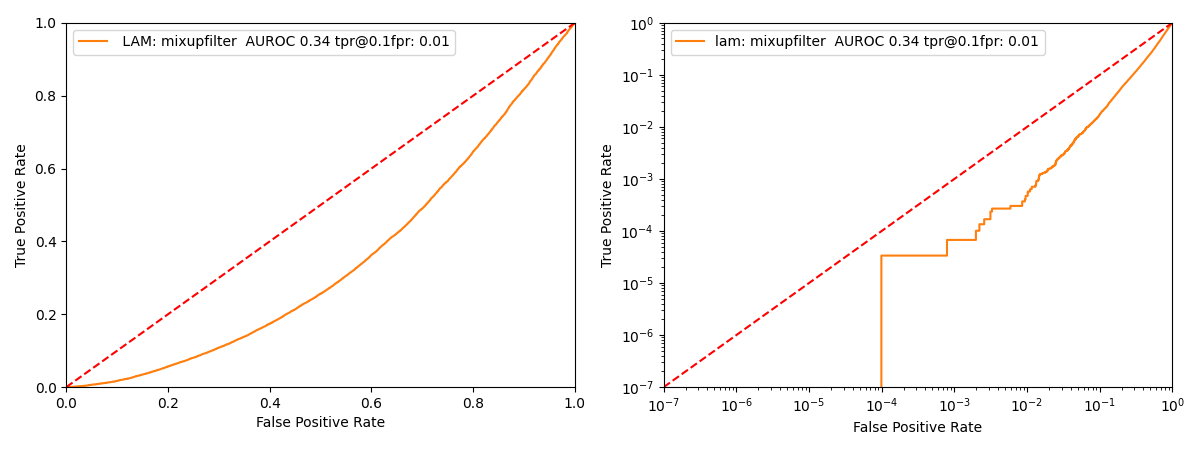 LAM: mixupfilter AUROC 0.34 tpr@0.1fpr: 0.01
1.0
0.8
0.6
0.4
0.2
0.0
True Positive Rate
0.0 0.2 0.4 0.6 0.8 1.0
False Positive Rate
lam: mixupfilter AUROC 0.34 tpr@0.1fpr: 0.01
10⁰
10⁻¹
10⁻²
10⁻³
10⁻⁴
10⁻⁵
10⁻⁶
10⁻⁷
True Positive Rate
10⁻⁷ 10⁻⁶ 10⁻⁵ 10⁻⁴ 10⁻³ 10⁻² 10⁻¹ 10⁰
False Positive Rate